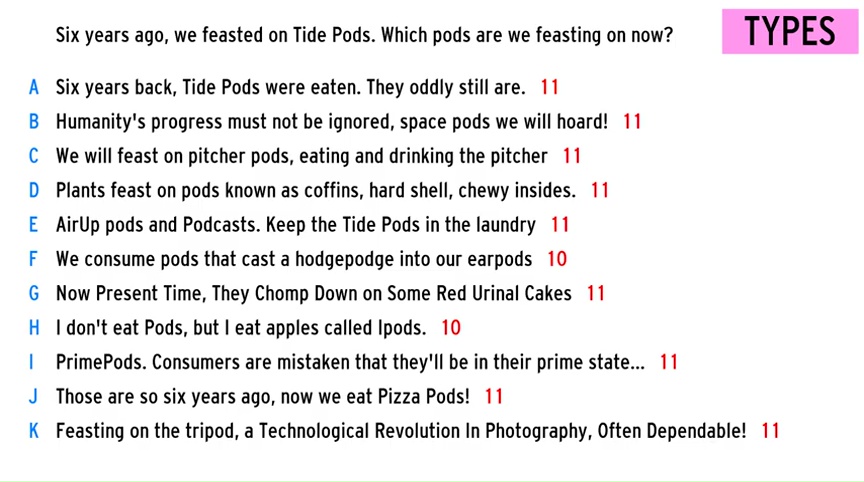 Six years ago, we feasted on Tide Pods. Which pods are we feasting on now?
TYPES
A Six years back, Tide Pods were eaten. They oddly still are. 11
B Humanity's progress must not be ignored, space pods we will hoard! 11
C We will feast on pitcher pods, eating and drinking the pitcher 11
D Plants feast on pods known as coffins, hard shell, chewy insides. 11
E AirUp pods and Podcasts. Keep the Tide Pods in the laundry 11
F We consume pods that cast a hodgepodge into our earpods 10
G Now Present Time, They Chomp Down on Some Red Urinal Cakes 11
H I don't eat Pods, but I eat apples called Ipods. 10
I PrimePods. Consumers are mistaken that they'll be in their prime state... 11
J Those are so six years ago, now we eat Pizza Pods! 11
K Feasting on the tripod, a Technological Revolution In Photography, Often Dependable! 11